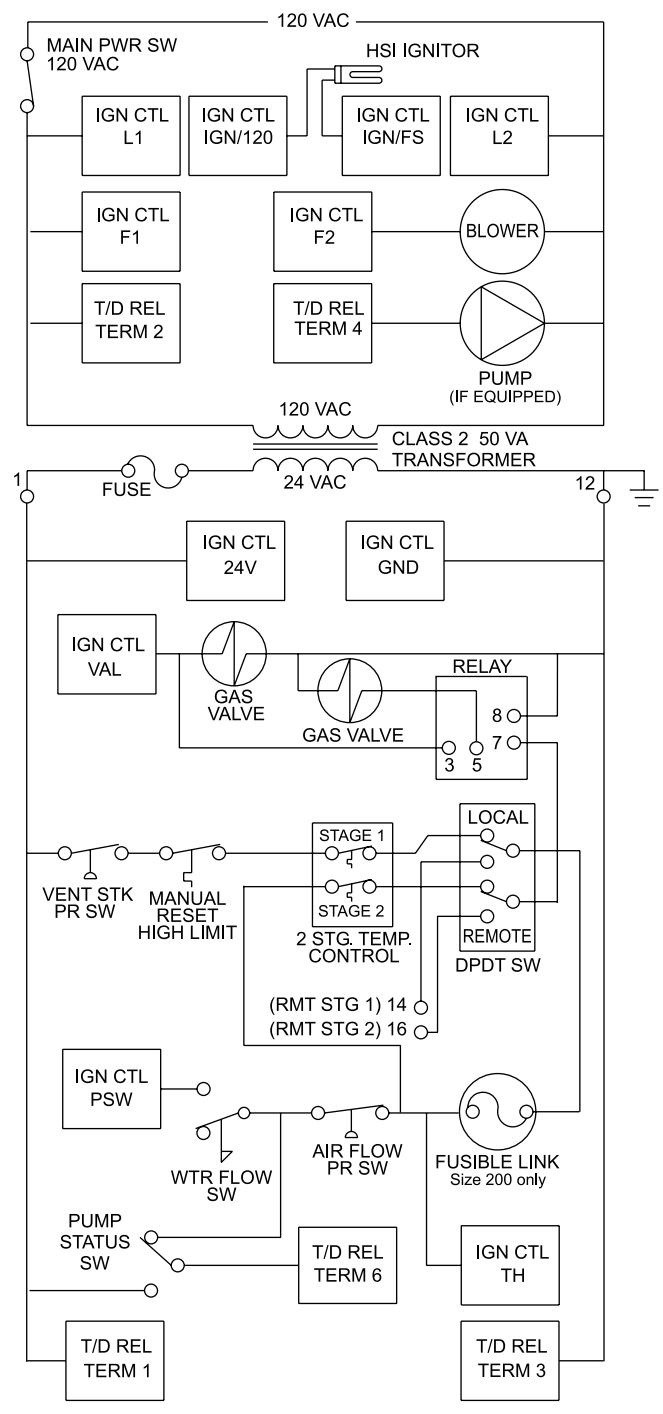 120 VAC
MAIN PWR SW
120 VAC
HSI IGNITOR
IGN CTL
L1
IGN CTL
IGN/120
IGN CTL
IGN/FS
IGN CTL
L2
IGN CTL
F1
IGN CTL
F2
BLOWER
T/D REL
TERM 2
T/D REL
TERM 4
PUMP
(IF EQUIPPED)
120 VAC
CLASS 2 50 VA
TRANSFORMER
24 VAC
1
FUSE
12
IGN CTL
24V
IGN CTL
GND
IGN CTL
VAL
GAS
VALVE
GAS VALVE
RELAY
8
7
3 5
VENT STK
PR SW
MANUAL
RESET
HIGH LIMIT
STAGE 1
STAGE 2
2 STG. TEMP.
CONTROL
LOCAL
REMOTE
DPDT SW
(RMT STG 1) 14
(RMT STG 2) 16
IGN CTL
PSW
WTR FLOW
SW
AIR FLOW
PR SW
FUSIBLE LINK
Size 200 only
PUMP
STATUS
SW
T/D REL
TERM 6
IGN CTL
TH
T/D REL
TERM 1
T/D REL
TERM 3